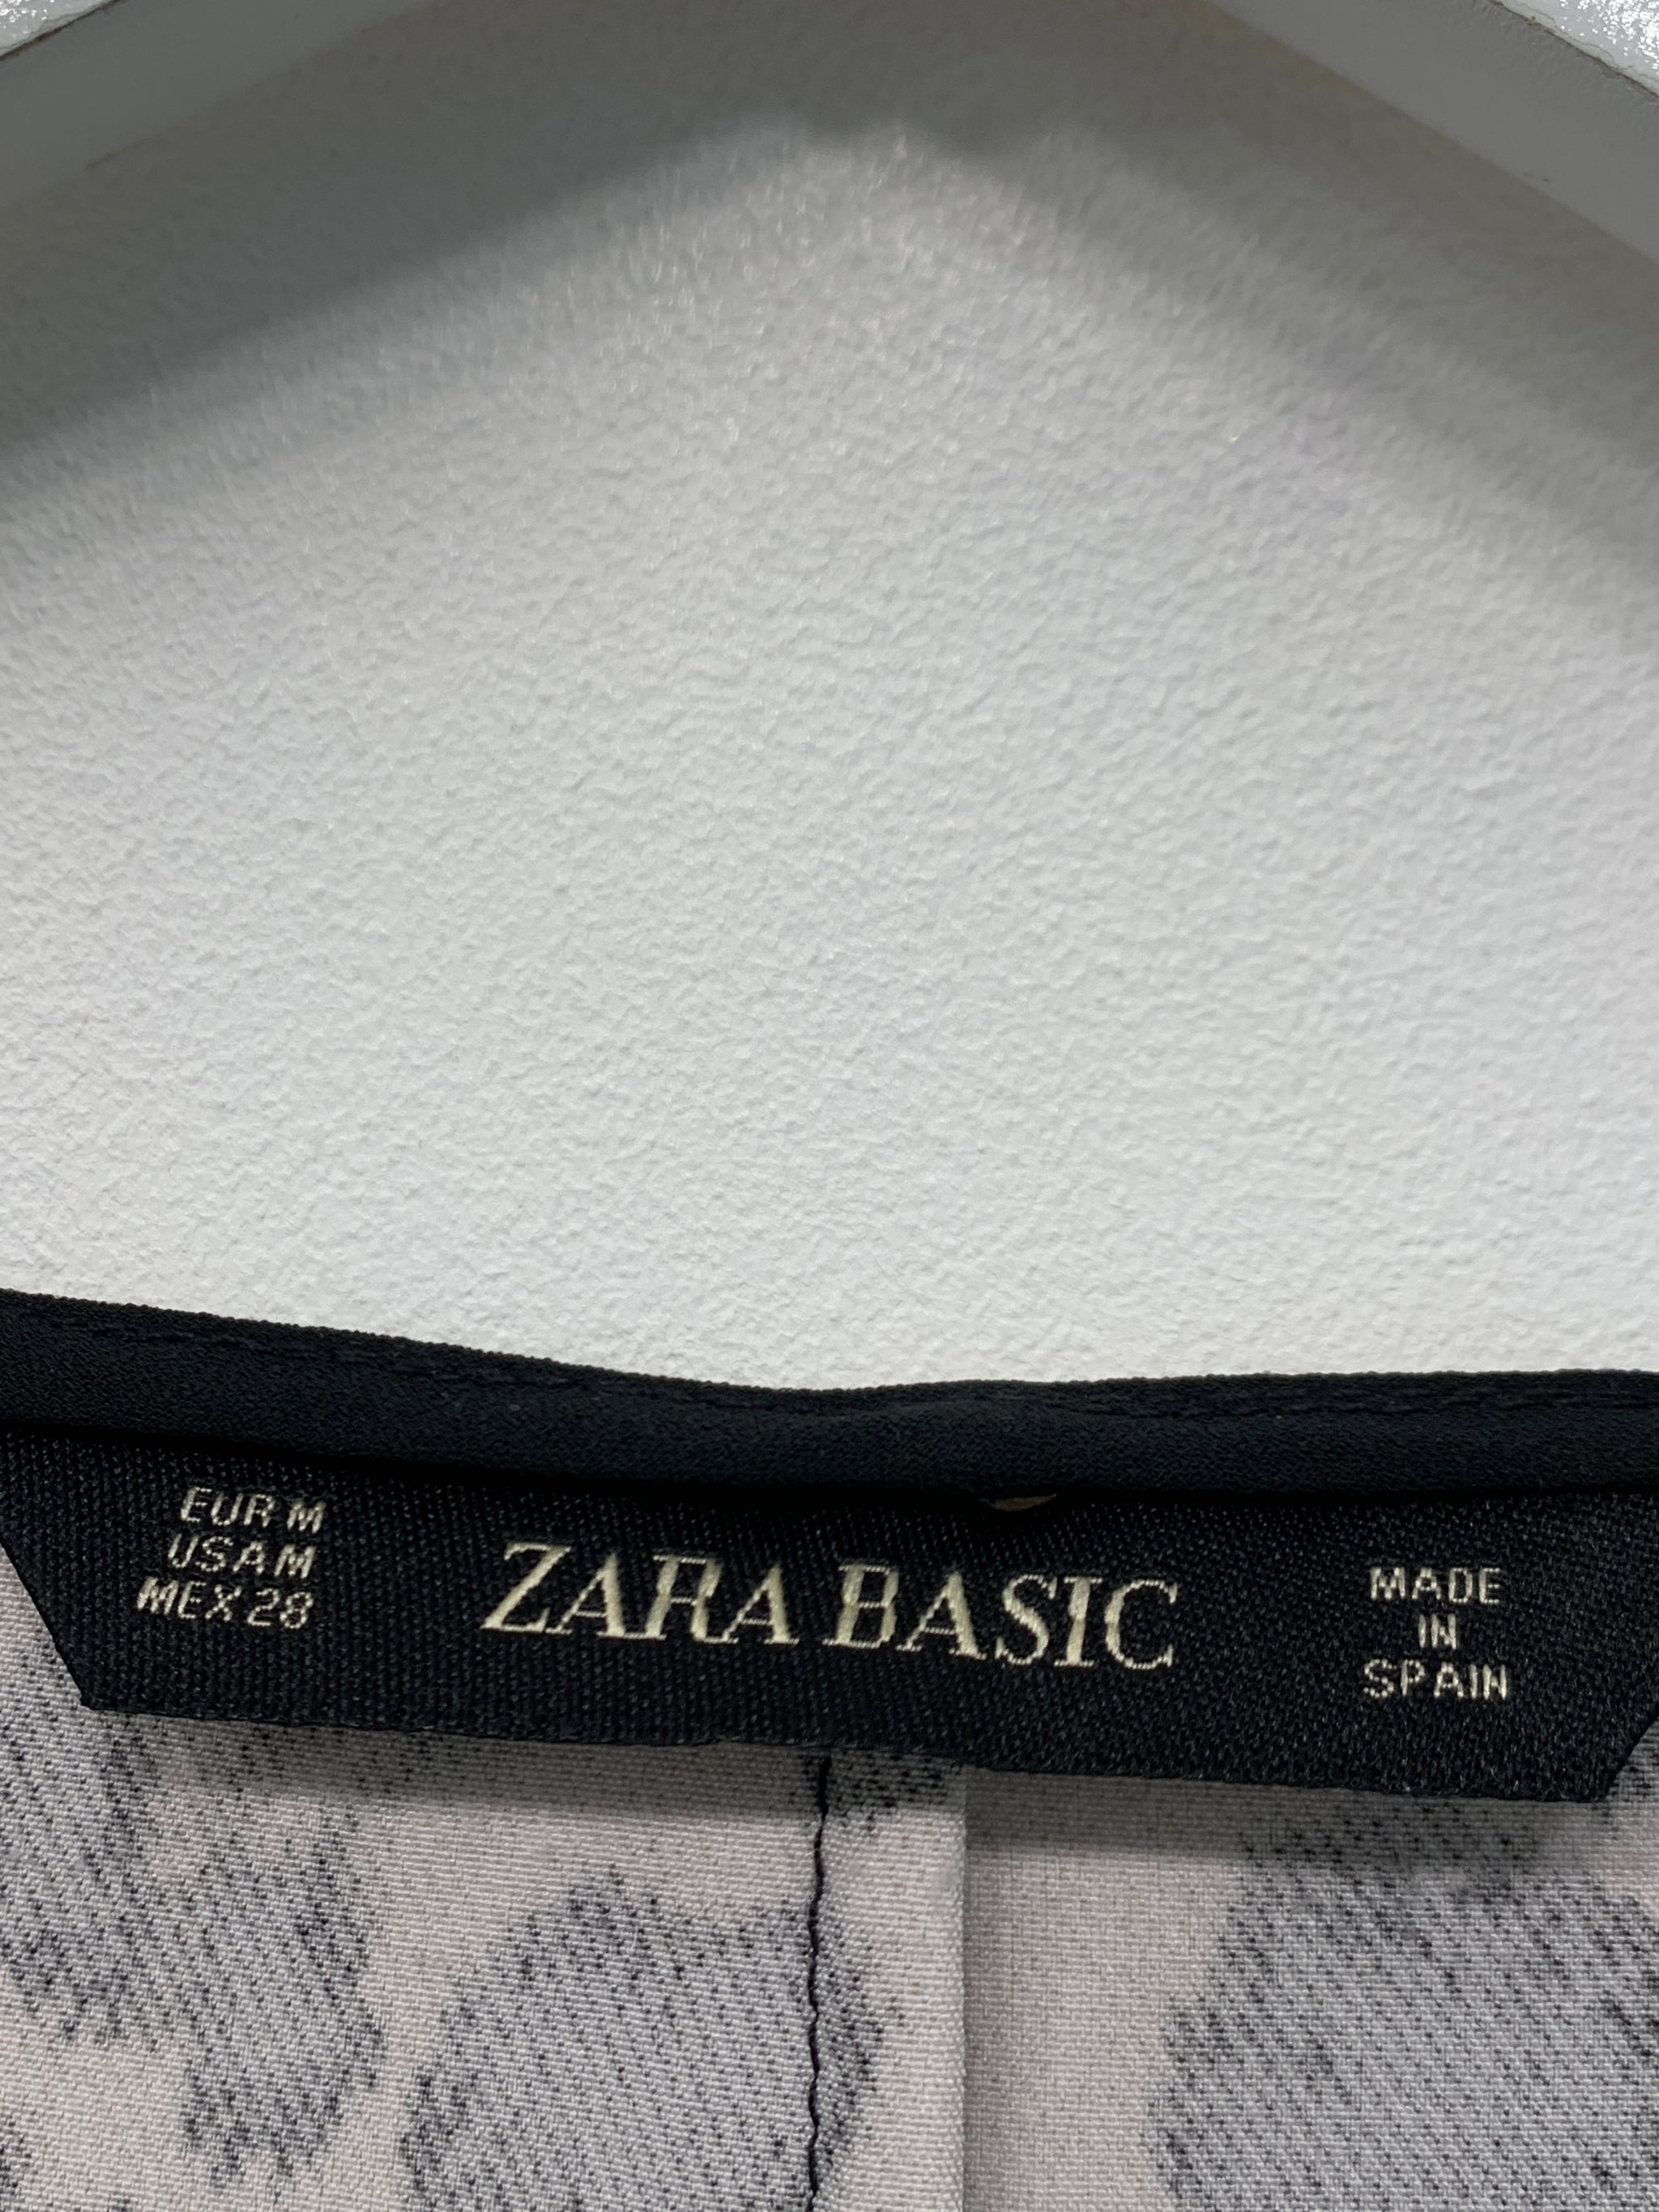 EUR M
USA M
MEX 28
ZARA BASIC
MADE
IN
SPAIN